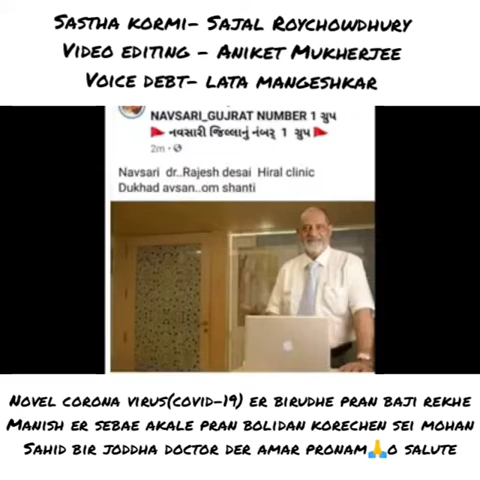 Sastha kormi- Sajal Roychowdhury
Video editing - Aniket Mukherjee
Voice debt- lata mangeshkar
NAVSARI_GUJRAT NUMBER 1 ગ્રુપ
🚩 નવસારી જિલ્લાનું નંબર્ 1 ગ્રુપ 🚩
2m ·
Navsari dr..Rajesh desai Hiral clinic
Dukhad avsan..om shanti
Novel corona virus(covid-19) er birudhe pran baji rekhe
Manish er sebae akale pran bolidan korechen sei mohan
Sahid bir joddha doctor der amar pronam🙏o salute